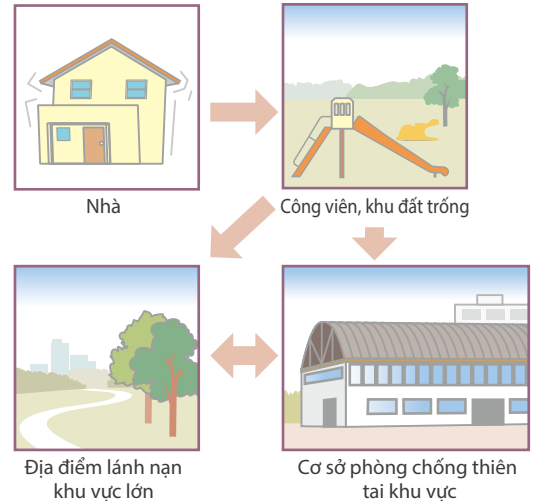 Nhà
Công viên, khu đất trống
Địa điểm lánh nạn
khu vực lớn
Cơ sở phòng chống thiên
tai khu vực